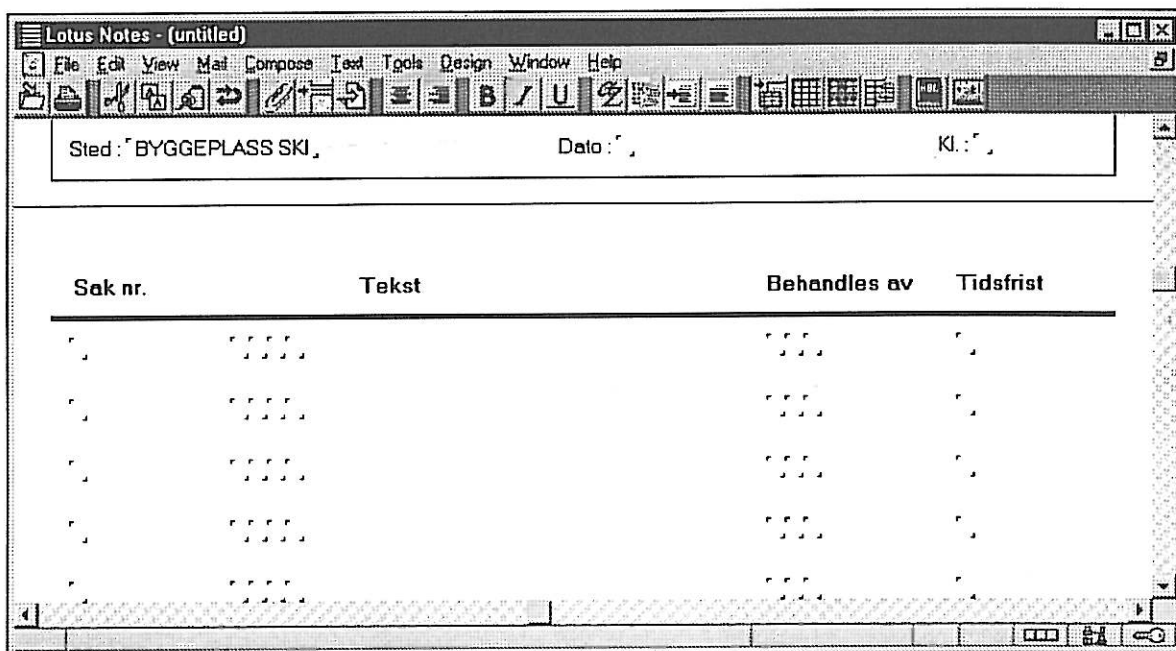 Lotus Notes - (untitled)
File Edit View Mail Compose Text Tools Design Window Help
B I U
Sted : BYGGEPLASS SKI Dato : Kl. :
Sak nr. Tekst Behandles av Tidsfrist